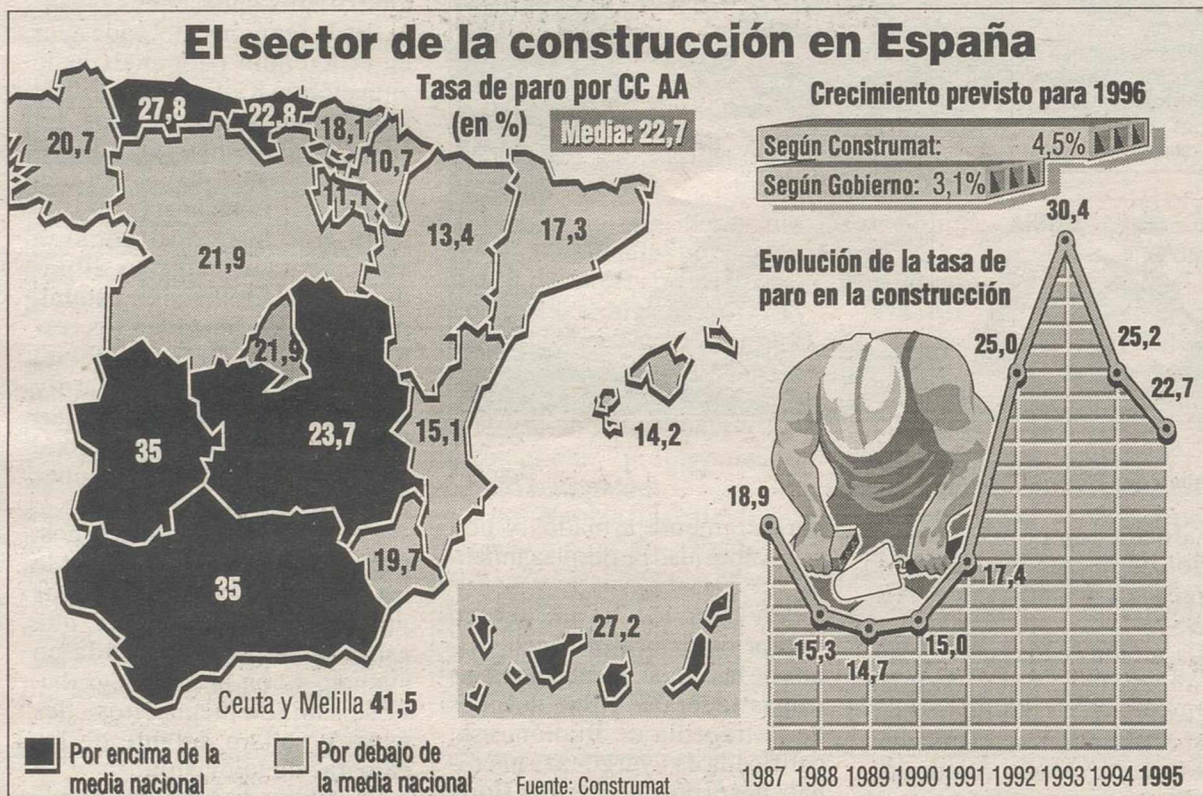 El sector de la construcción en España
Tasa de paro por CC AA
(en %)
Media: 22,7
27,8
22,8
18,1
20,7
10,7
11,1
13,4
17,3
21,9
21,9
35
23,7
15,1
14,2
19,7
35
27,2
Ceuta y Melilla 41,5
Por encima de la
media nacional
Por debajo de
la media nacional
Fuente: Construmat
Crecimiento previsto para 1996
Según Construmat: 4,5%
Según Gobierno: 3,1%
Evolución de la tasa de
paro en la construcción
18,9
15,3
14,7
15,0
17,4
25,0
30,4
25,2
22,7
1987 1988 1989 1990 1991 1992 1993 1994 1995